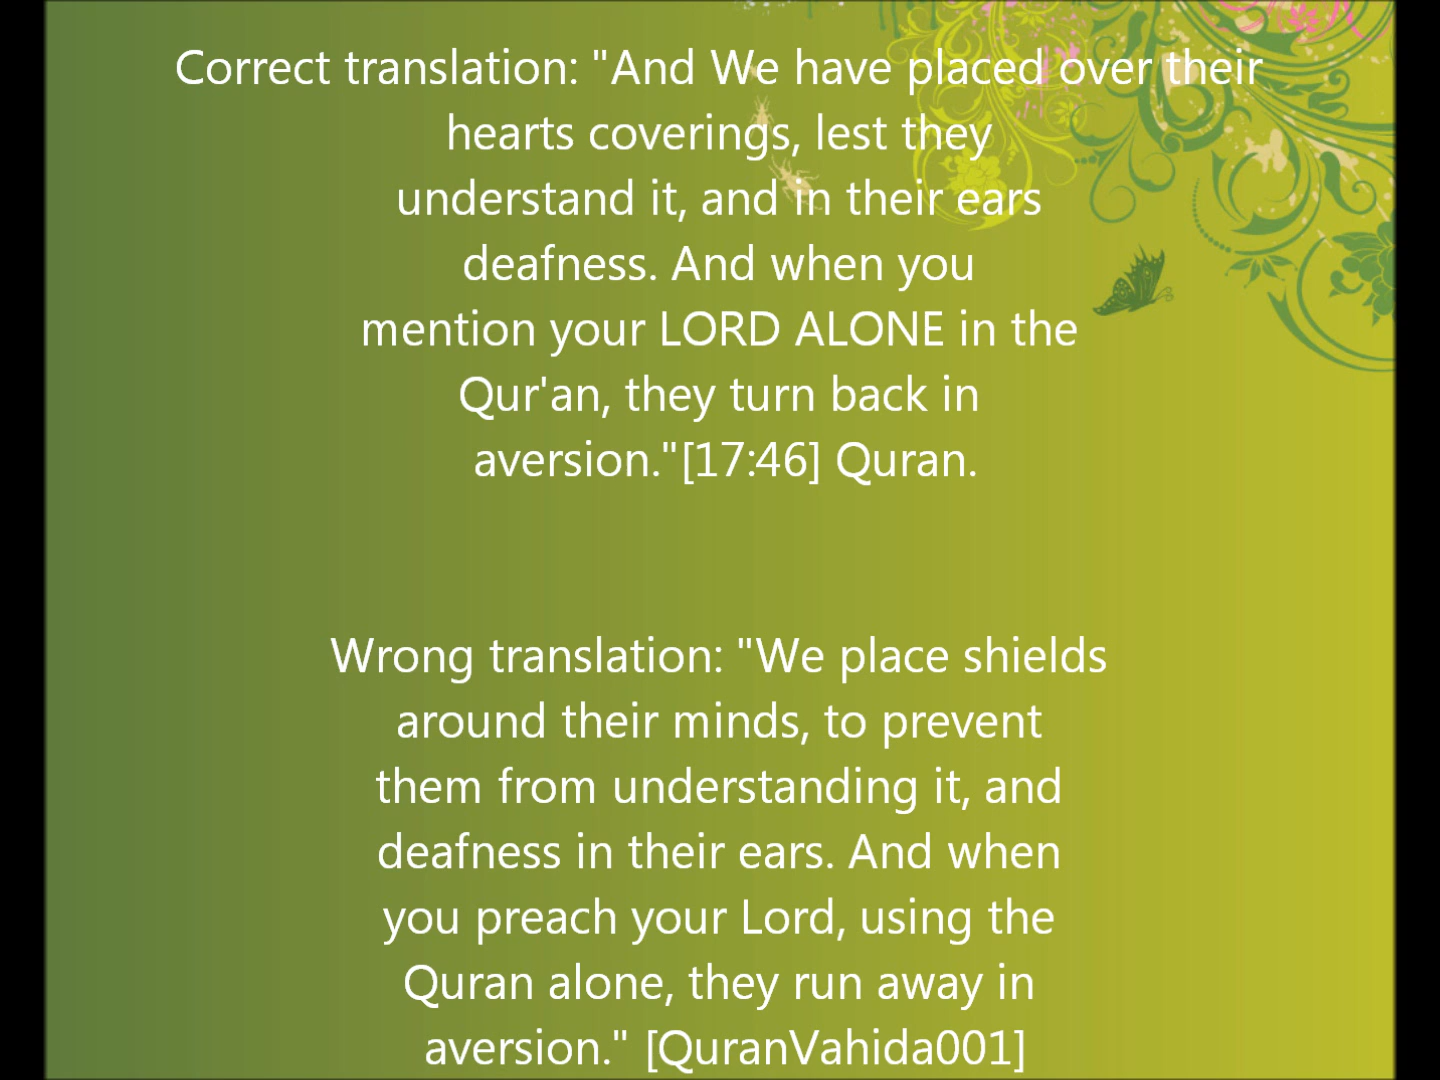 Correct translation: "And We have placed over their
hearts coverings, lest they
understand it, and in their ears
deafness. And when you
mention your LORD ALONE in the
Qur'an, they turn back in
aversion."[17:46] Quran.
Wrong translation: "We place shields
around their minds, to prevent
them from understanding it, and
deafness in their ears. And when
you preach your Lord, using the
Quran alone, they run away in
aversion." [QuranVahida001]